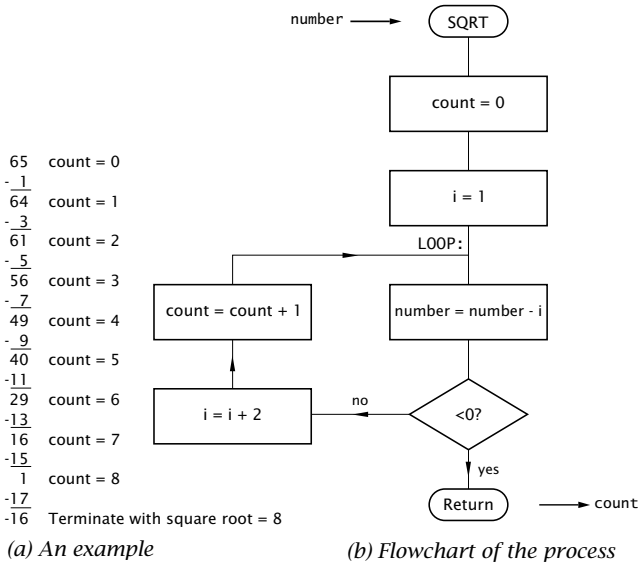 number
SQRT
count = 0
i = 1
LOOP:
number = number - i
<0?
no
yes
i = i + 2
count = count + 1
Return
count
65 count = 0
- 1
64 count = 1
- 3
61 count = 2
- 5
56 count = 3
- 7
49 count = 4
- 9
40 count = 5
-11
29 count = 6
-13
16 count = 7
-15
1 count = 8
-17
-16 Terminate with square root = 8
(a) An example
(b) Flowchart of the process